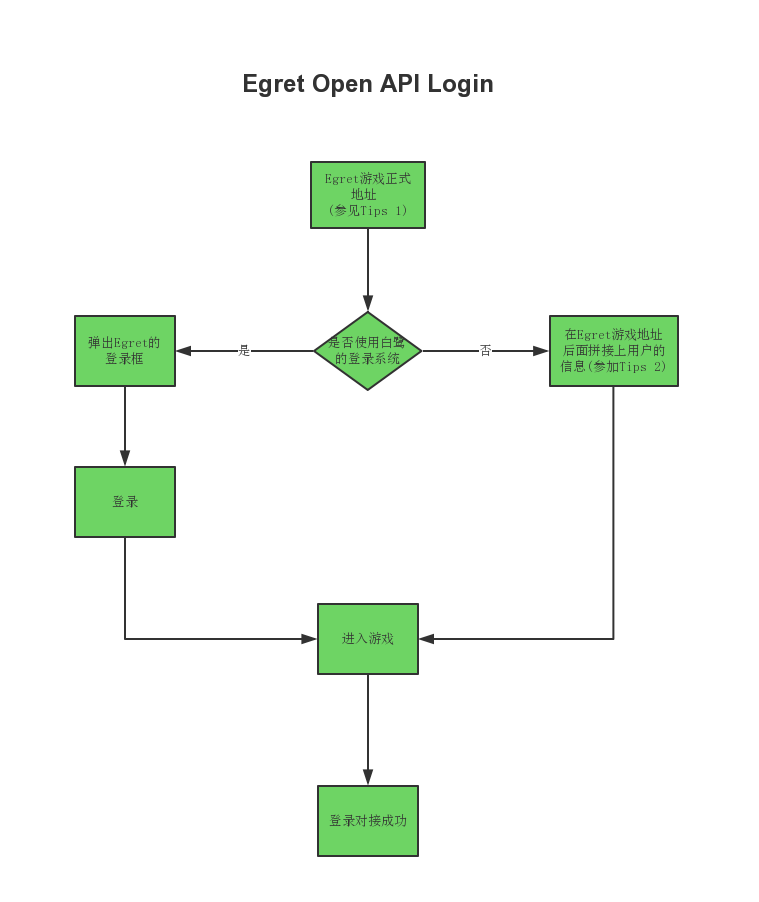 Egret Open API Login
Egret游戏正式
地址
(参见Tips 1)
弹出Egret的
登录框
是
是否使用白鹭
的登录系统
否
在Egret游戏地址
后面拼接上用户的
信息(参加Tips 2)
登录
进入游戏
登录对接成功